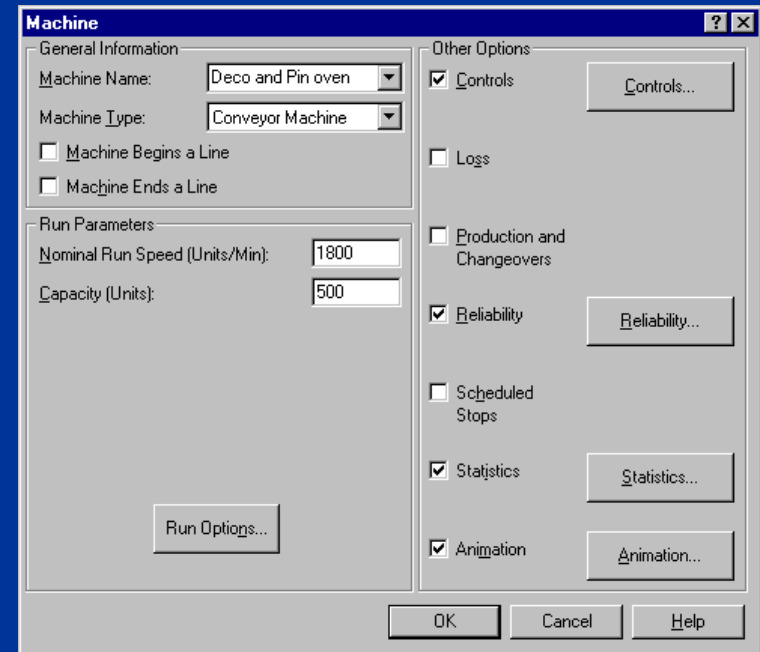 Machine
General Information
Machine Name: Deco and Pin oven
Machine Type: Conveyor Machine
Machine Begins a Line
Machine Ends a Line
Run Parameters
Nominal Run Speed (Units/Min): 1800
Capacity (Units): 500
Run Options...
Other Options
Controls Controls...
Loss
Production and
Changeovers
Reliability Reliability...
Scheduled
Stops
Statistics Statistics...
Animation Animation...
OK Cancel Help